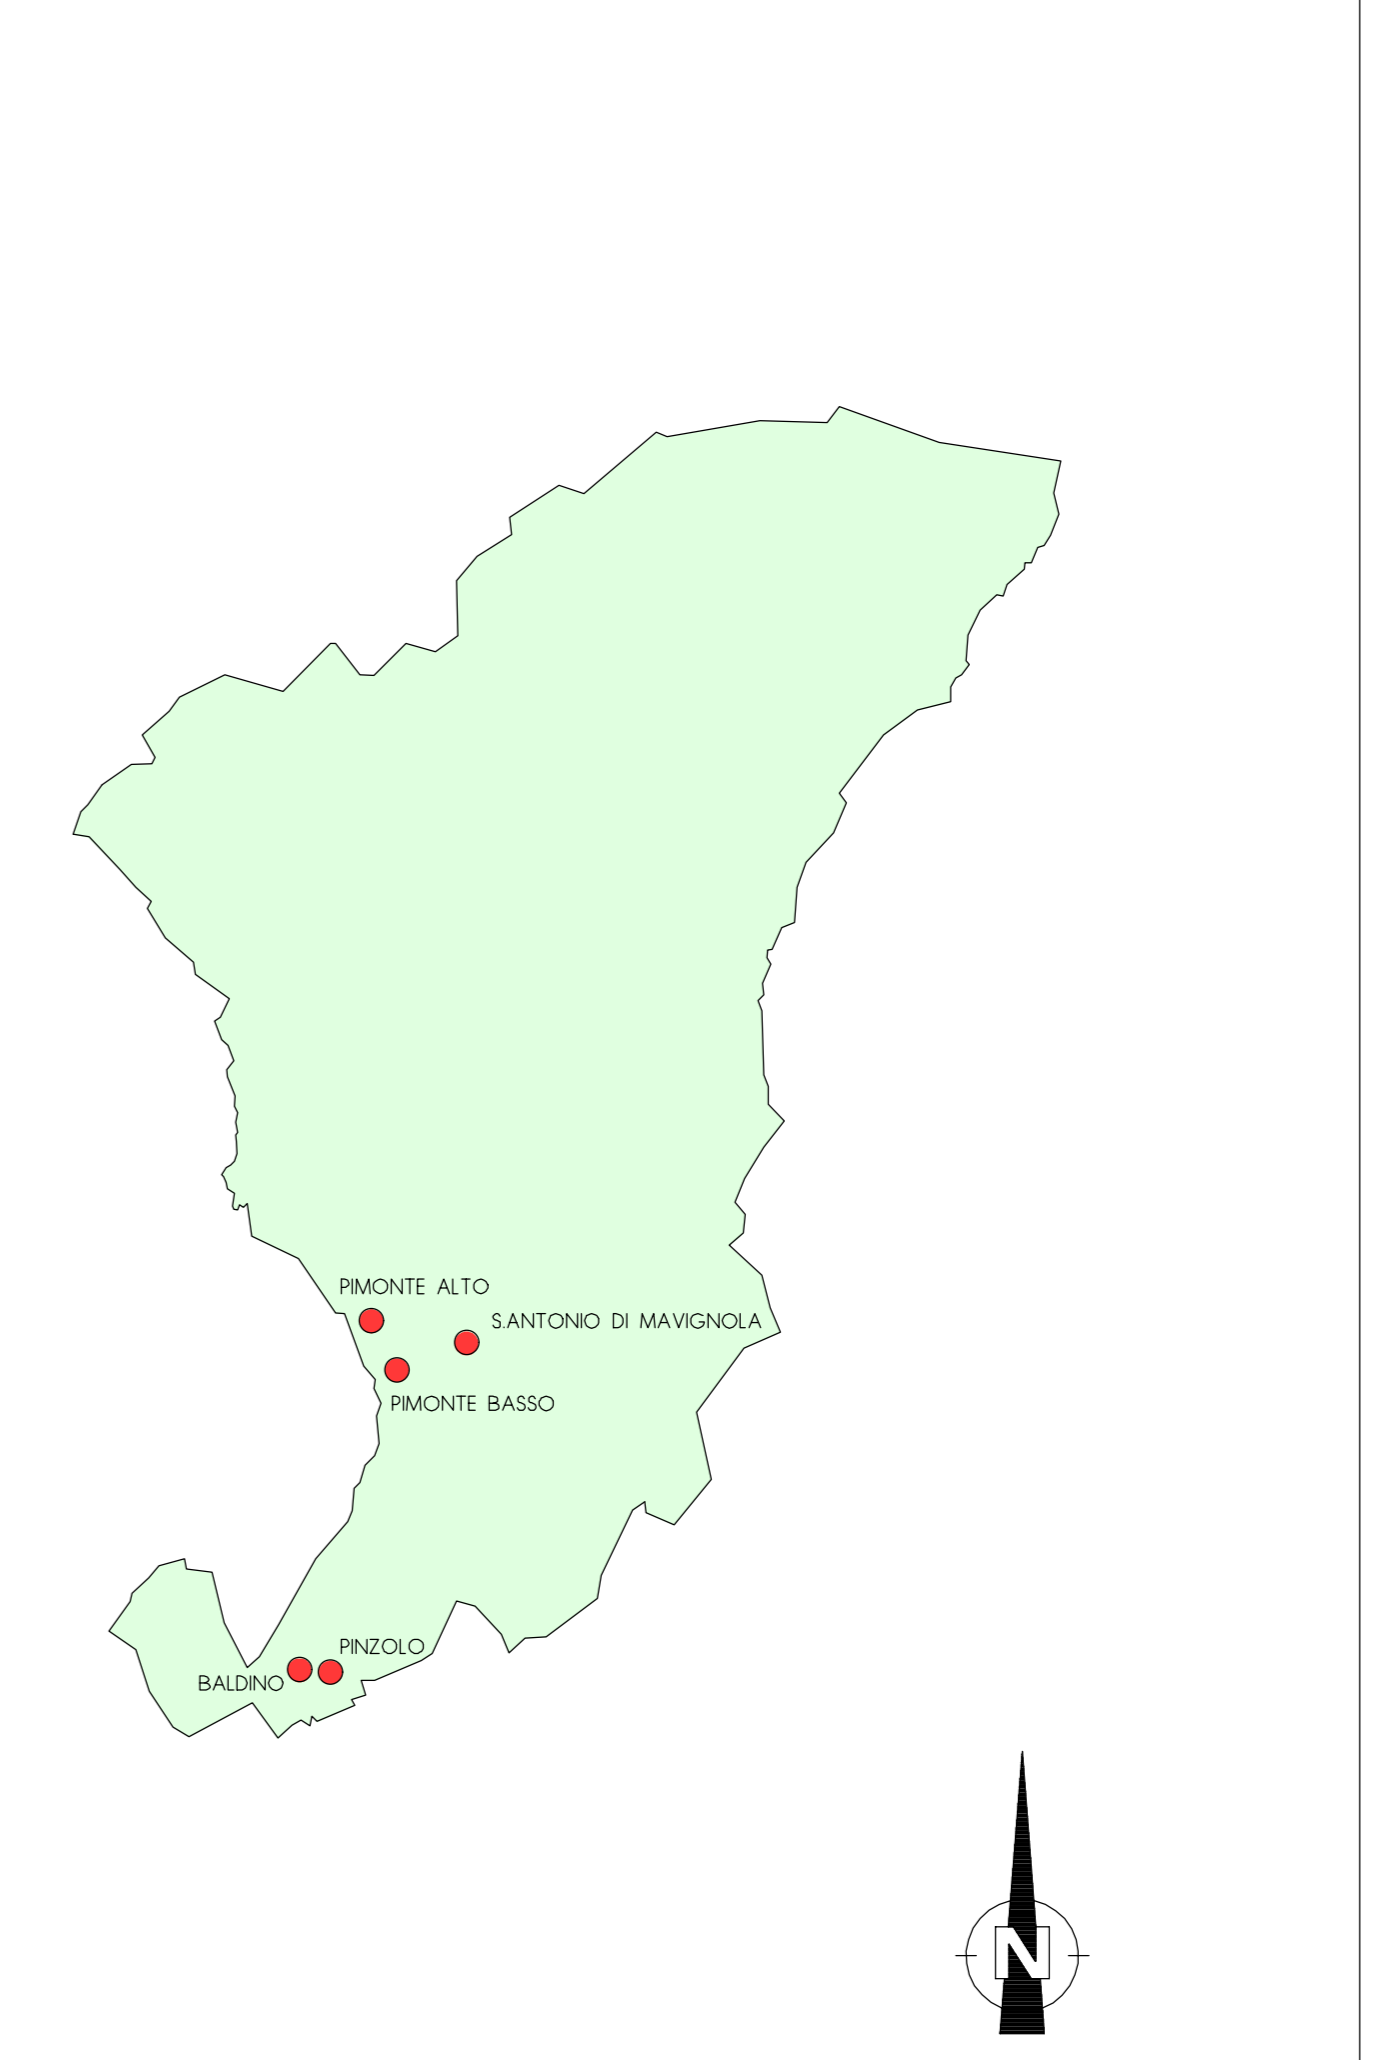 PIMONTE ALTO
S.ANTONIO DI MAVIGNOLA
PIMONTE BASSO
PINZOLO
BALDINO
N